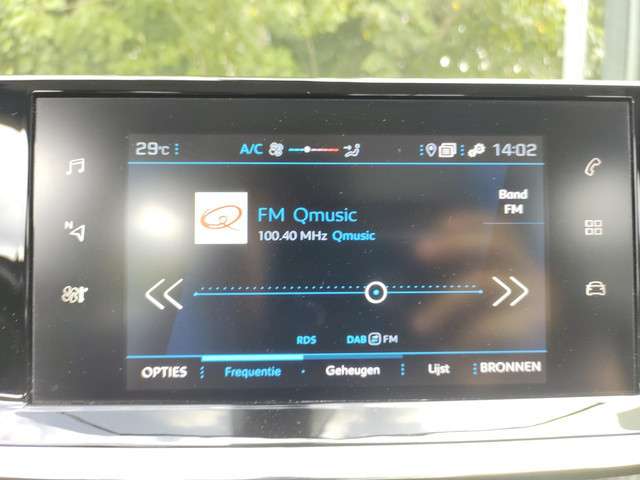 29°C A/C 14:02
N
FM Qmusic
100.40 MHz Qmusic
Band
FM
RDS DAB FM
OPTIES Frequentie Geheugen Lijst BRONNEN